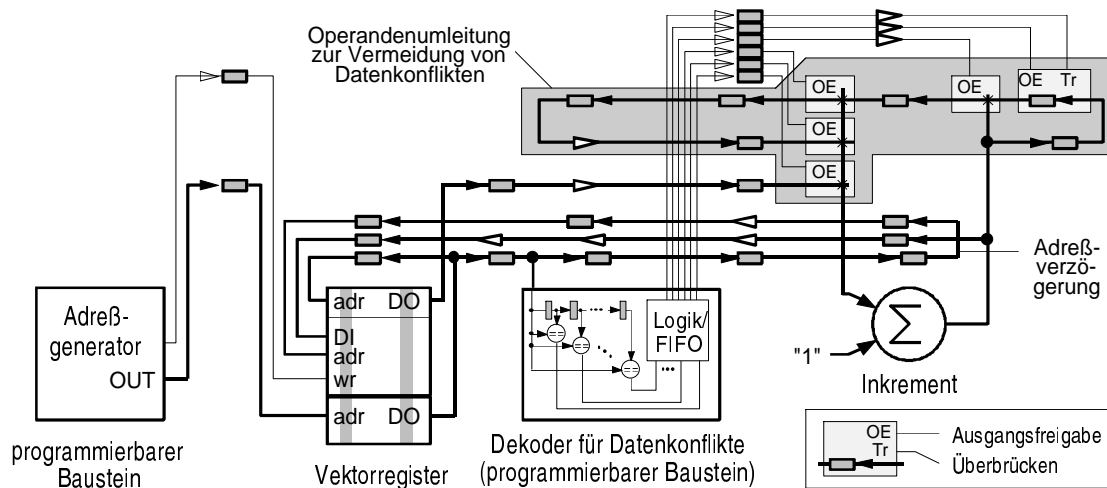 Operandenumleitung
zur Vermeidung von
Datenkonflikten
OE
OE
OE
OE
OE Tr
Adreß-
verzö-
gerung
Adreß-
generator
OUT
adr DO
DI
adr
wr
adr DO
== == ==
Logik/
FIFO
Σ
"1"
Inkrement
programmierbarer
Baustein
Vektorregister
Dekoder für Datenkonflikte
(programmierbarer Baustein)
OE
Tr
Ausgangsfreigabe
Überbrücken